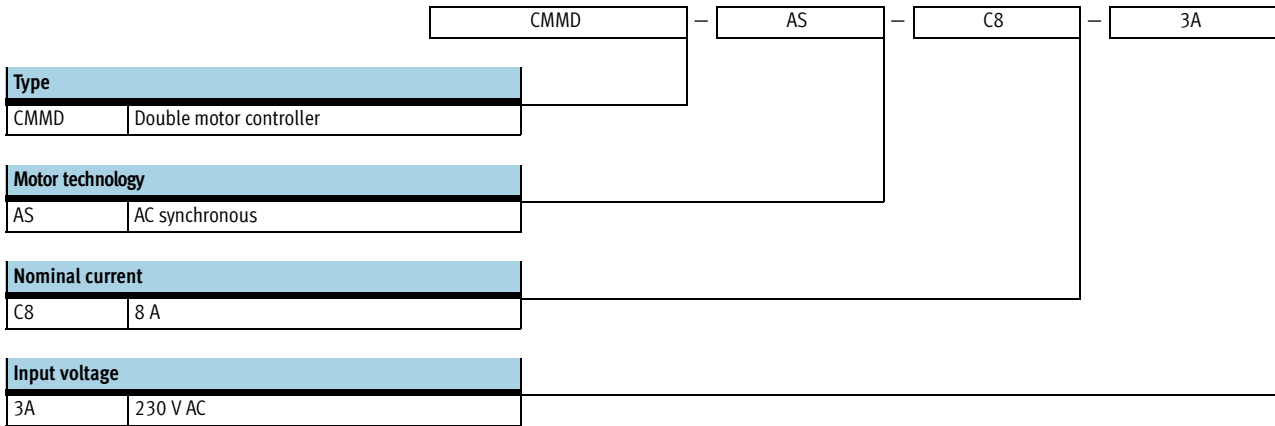 CMMD – AS – C8 – 3A
Type
CMMD Double motor controller
Motor technology
AS AC synchronous
Nominal current
C8 8 A
Input voltage
3A 230 V AC